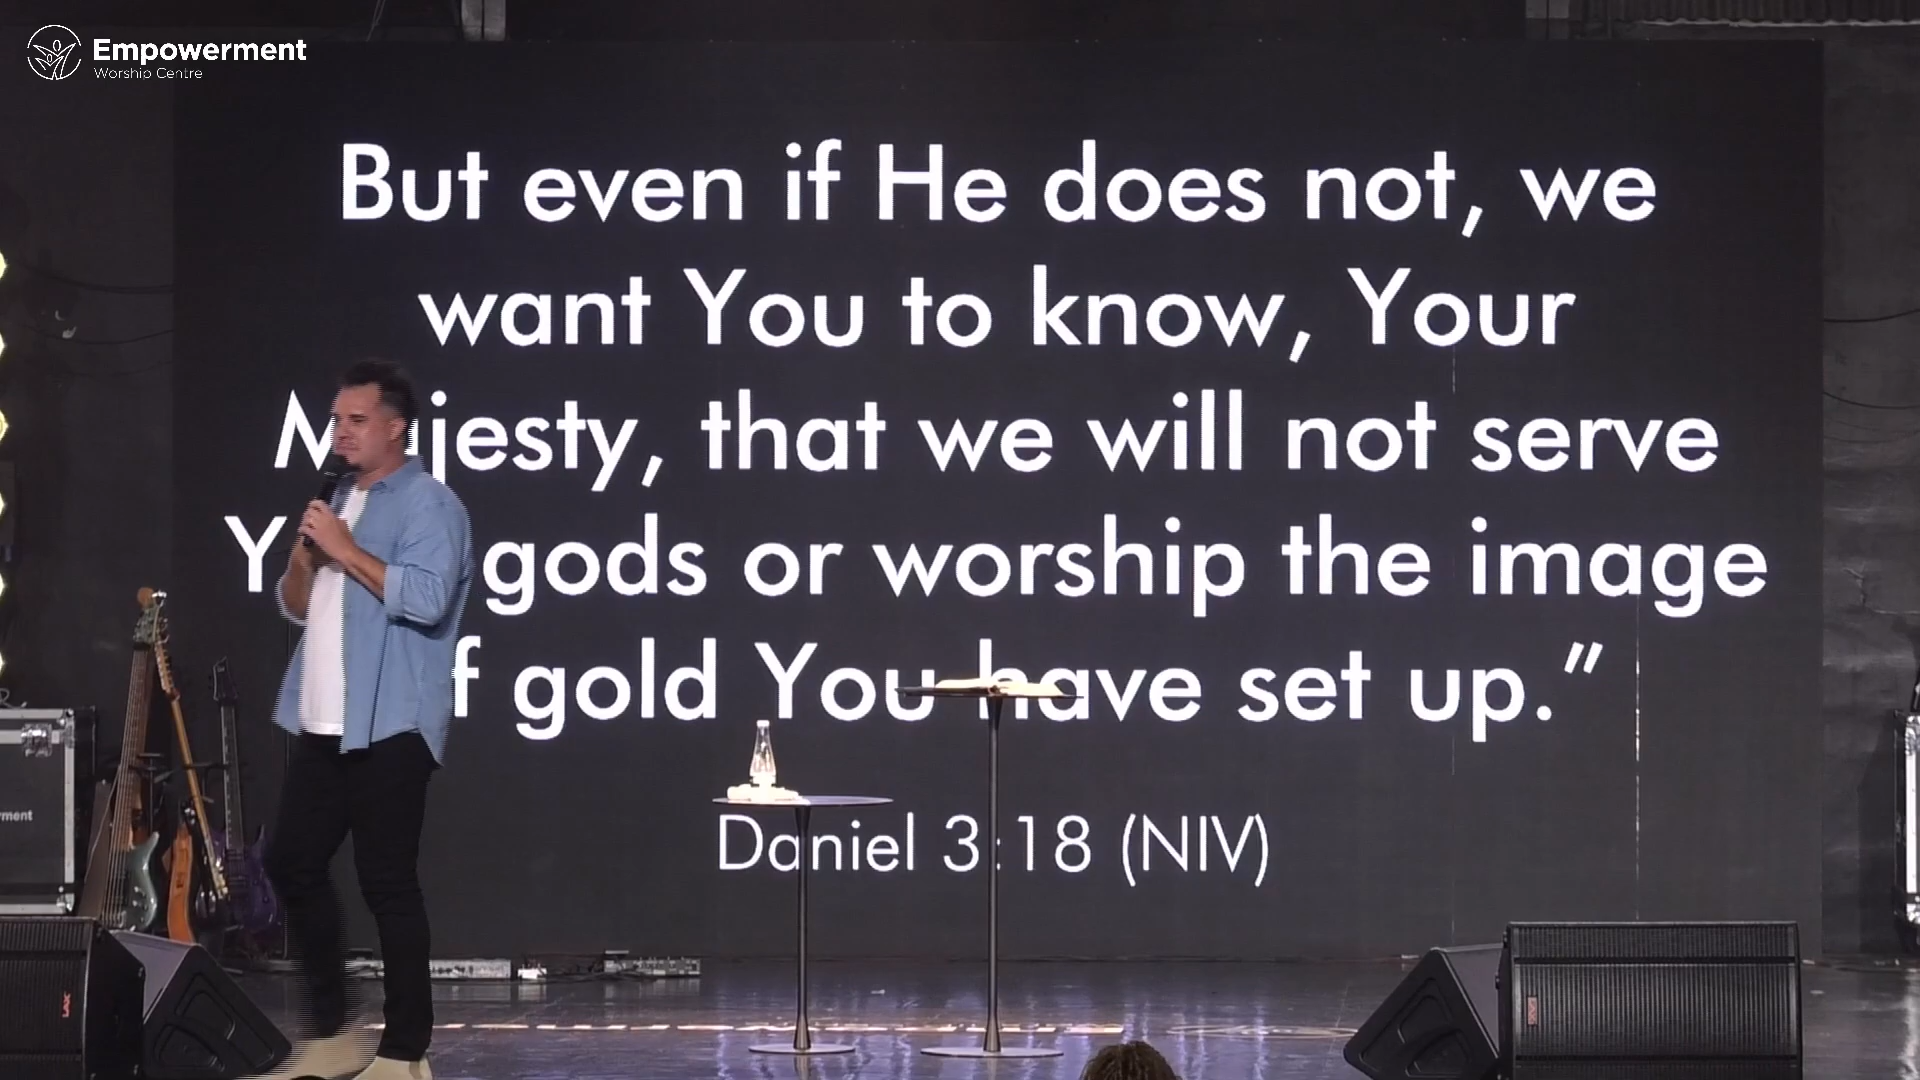 Empowerment
Worship Centre
But even if He does not, we
want You to know, Your
Majesty, that we will not serve
gods or worship the image
gold You have set up.”
Daniel 3:18 (NIV)